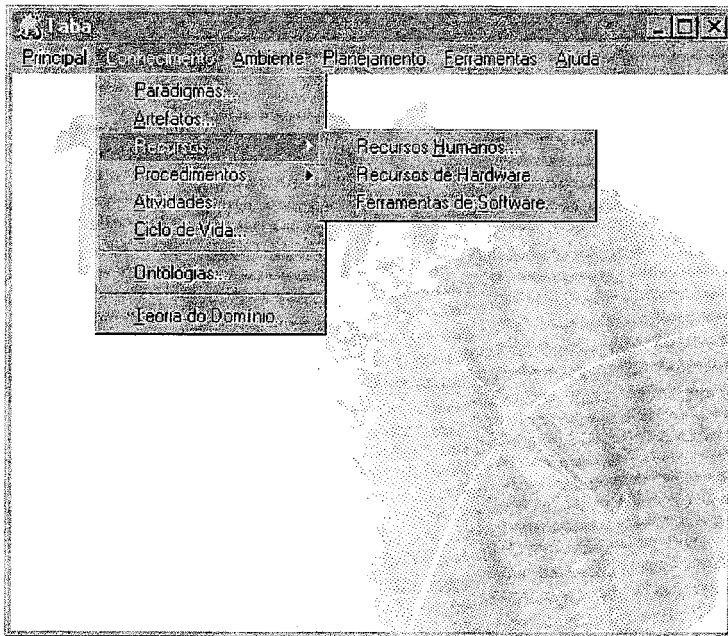 Taba
Principal Conhecimento Ambiente Planejamento Ferramentas Ajuda
Paradigmas...
Artefatos...
Recursos
Recursos Humanos...
Procedimentos
Recursos de Hardware...
Atividades...
Ferramentas de Software...
Ciclo de Vida...
Ontologias...
Teoria do Domínio